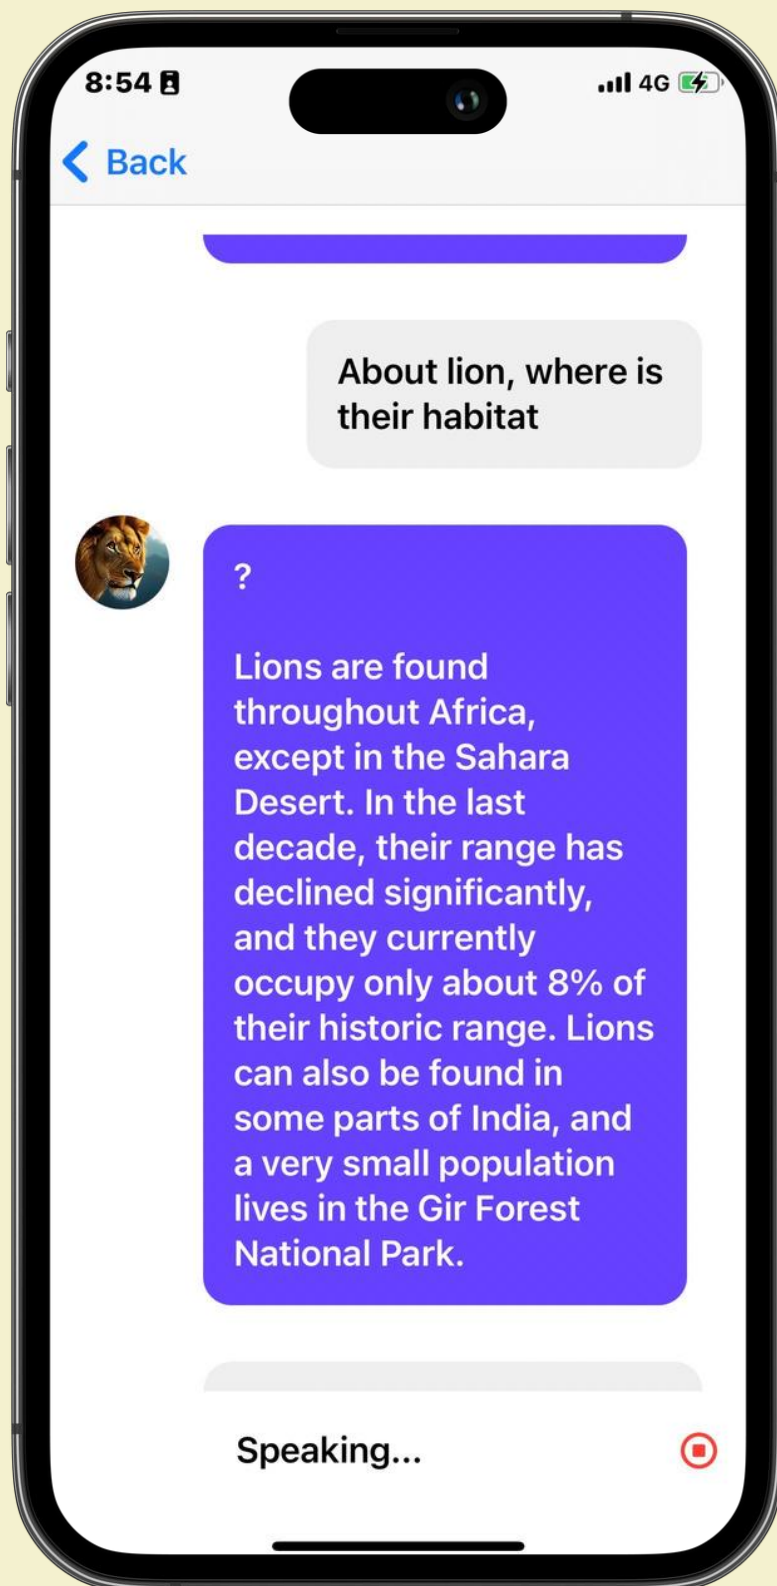 8:54
4G
Back
About lion, where is
their habitat
?
Lions are found
throughout Africa,
except in the Sahara
Desert. In the last
decade, their range has
declined significantly,
and they currently
occupy only about 8% of
their historic range. Lions
can also be found in
some parts of India, and
a very small population
lives in the Gir Forest
National Park.
Speaking...